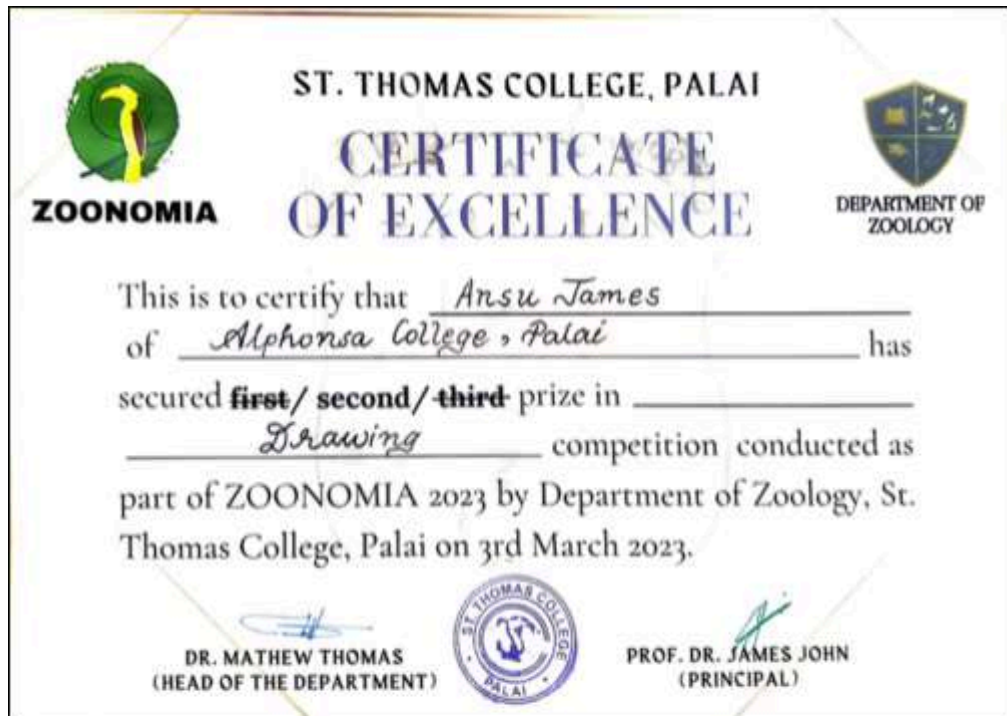 ST. THOMAS COLLEGE, PALAI
CERTIFICATE
OF EXCELLENCE
ZOONOMIA
DEPARTMENT OF
ZOOLOGY
This is to certify that Ansu James
of Alphonsa College, Palai has
secured first/ second/ third prize in
Drawing competition conducted as
part of ZOONOMIA 2023 by Department of Zoology, St.
Thomas College, Palai on 3rd March 2023.
DR. MATHEW THOMAS
(HEAD OF THE DEPARTMENT)
ST. THOMAS COLLEGE
PALAI
PROF. DR. JAMES JOHN
(PRINCIPAL)